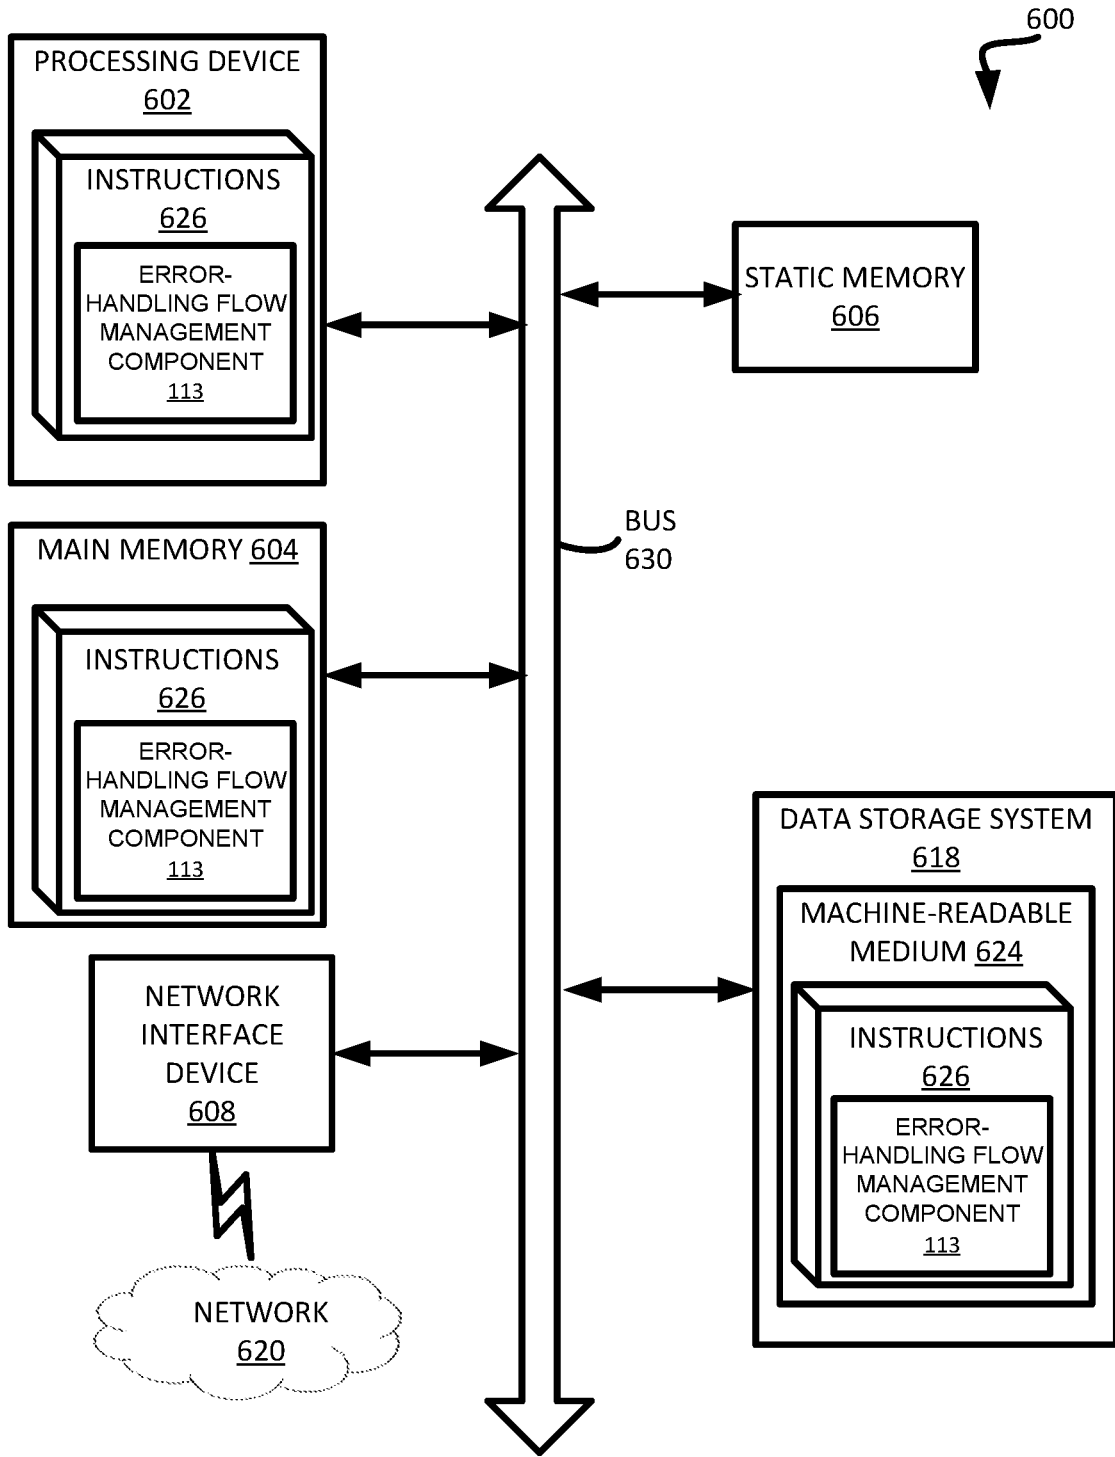 600
PROCESSING DEVICE
602
INSTRUCTIONS
626
ERROR-
HANDLING FLOW
MANAGEMENT
COMPONENT
113
STATIC MEMORY
606
BUS
630
MAIN MEMORY 604
INSTRUCTIONS
626
ERROR-
HANDLING FLOW
MANAGEMENT
COMPONENT
113
DATA STORAGE SYSTEM
618
MACHINE-READABLE
MEDIUM 624
INSTRUCTIONS
626
ERROR-
HANDLING FLOW
MANAGEMENT
COMPONENT
113
NETWORK
INTERFACE
DEVICE
608
NETWORK
620